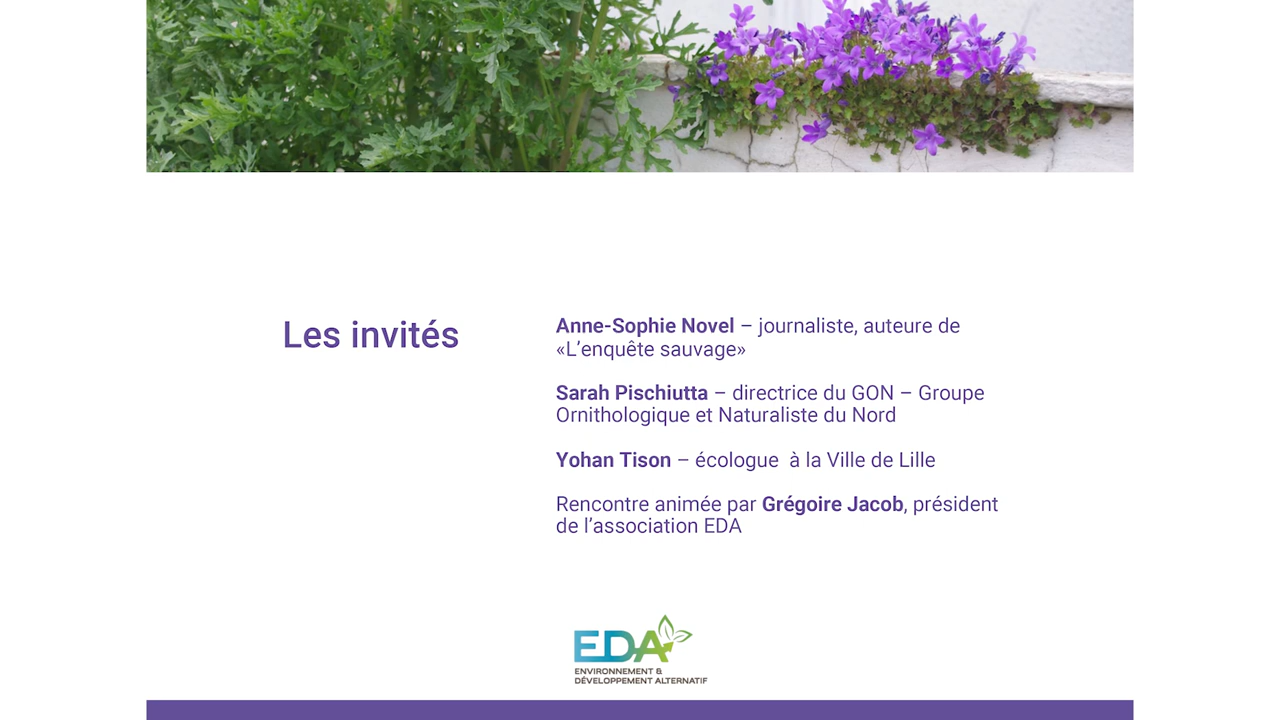 Les invités
Anne-Sophie Novel – journaliste, auteure de
«L’enquête sauvage»
Sarah Pischiutta – directrice du GON – Groupe
Ornithologique et Naturaliste du Nord
Yohan Tison – écologue  à la Ville de Lille
Rencontre animée par Grégoire Jacob, président
de l’association EDA
EDA
ENVIRONNEMENT &
DÉVELOPPEMENT ALTERNATIF